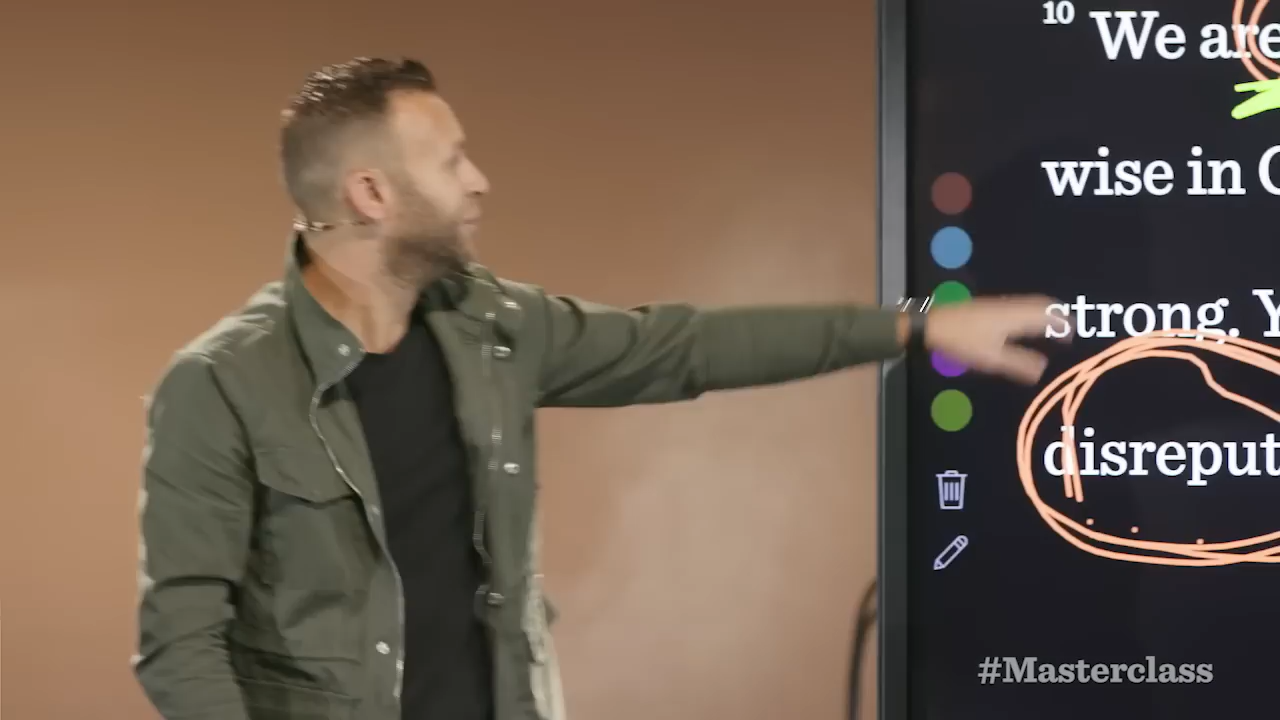 10 We are
wise in
strong.
disreput
#Masterclass